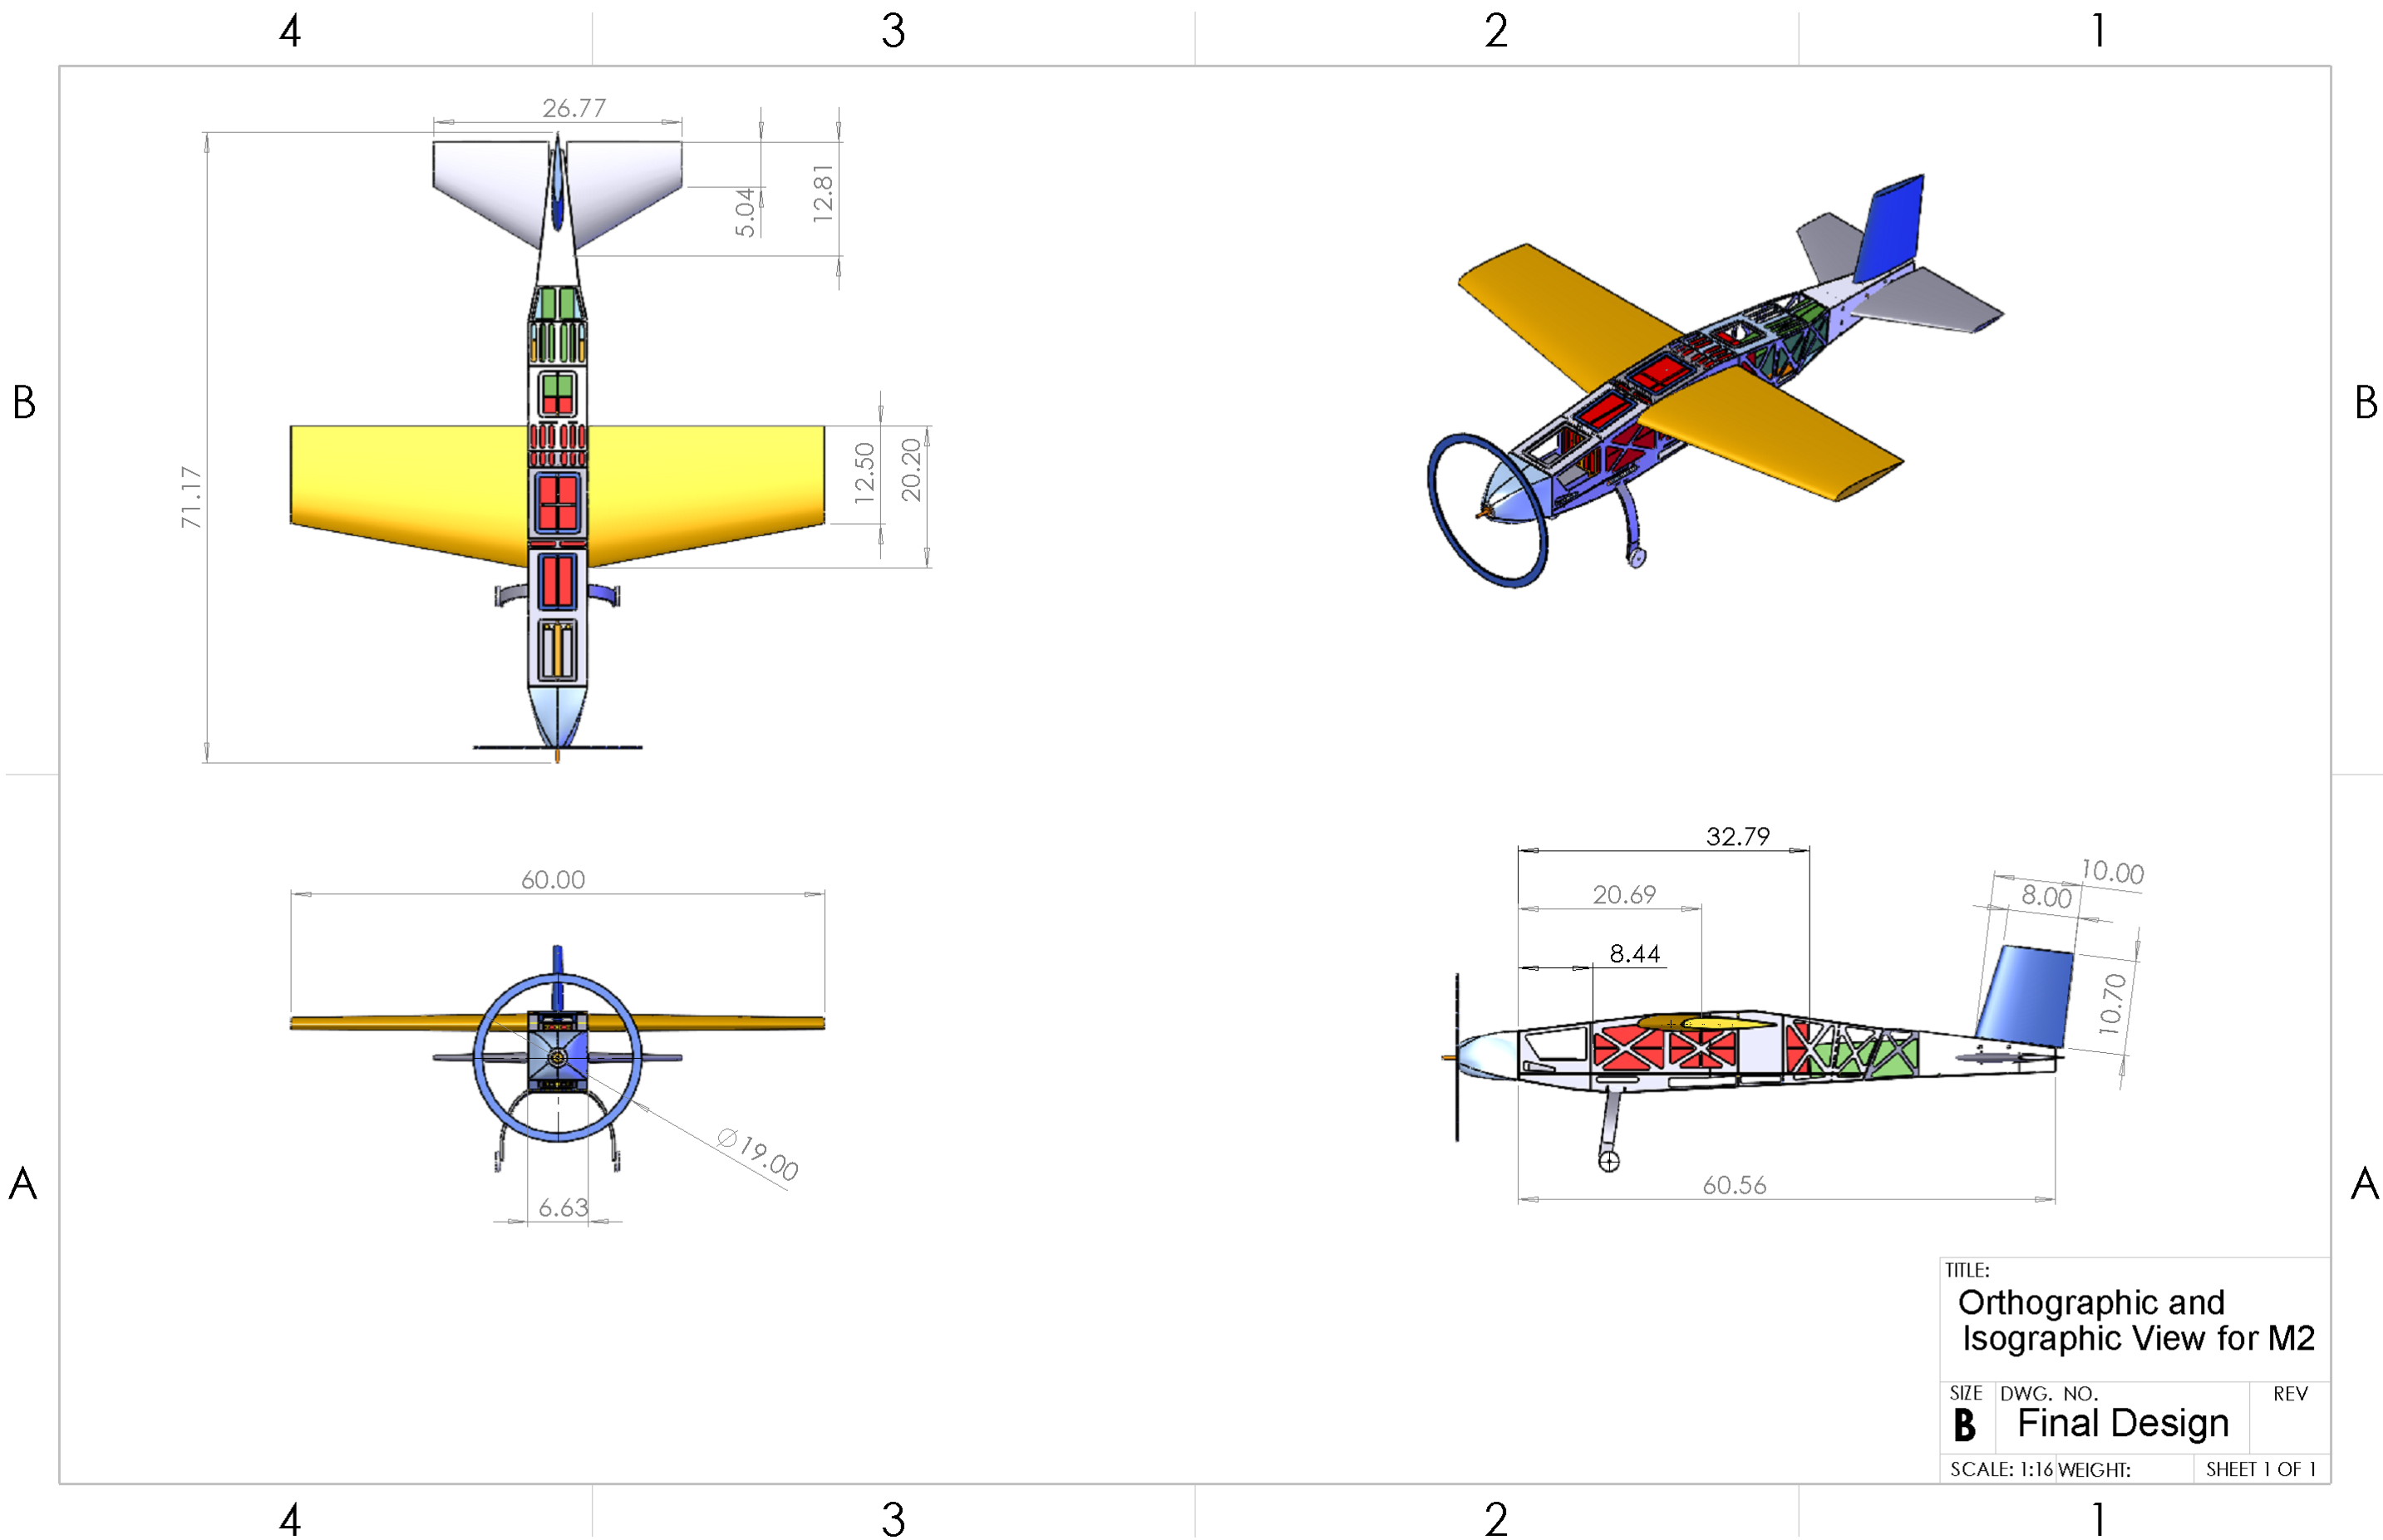 4 3 2 1
26.77
12.81
5.04
B B
12.50
20.20
71.17
32.79
60.00
20.69
10.00
8.00
8.44
10.70
Ø 19.00
A A
60.56
6.63
TITLE:
Orthographic and
Isographic View for M2
SIZE DWG. NO. REV
B Final Design
SCALE: 1:16 WEIGHT: SHEET 1 OF 1
4 3 2 1